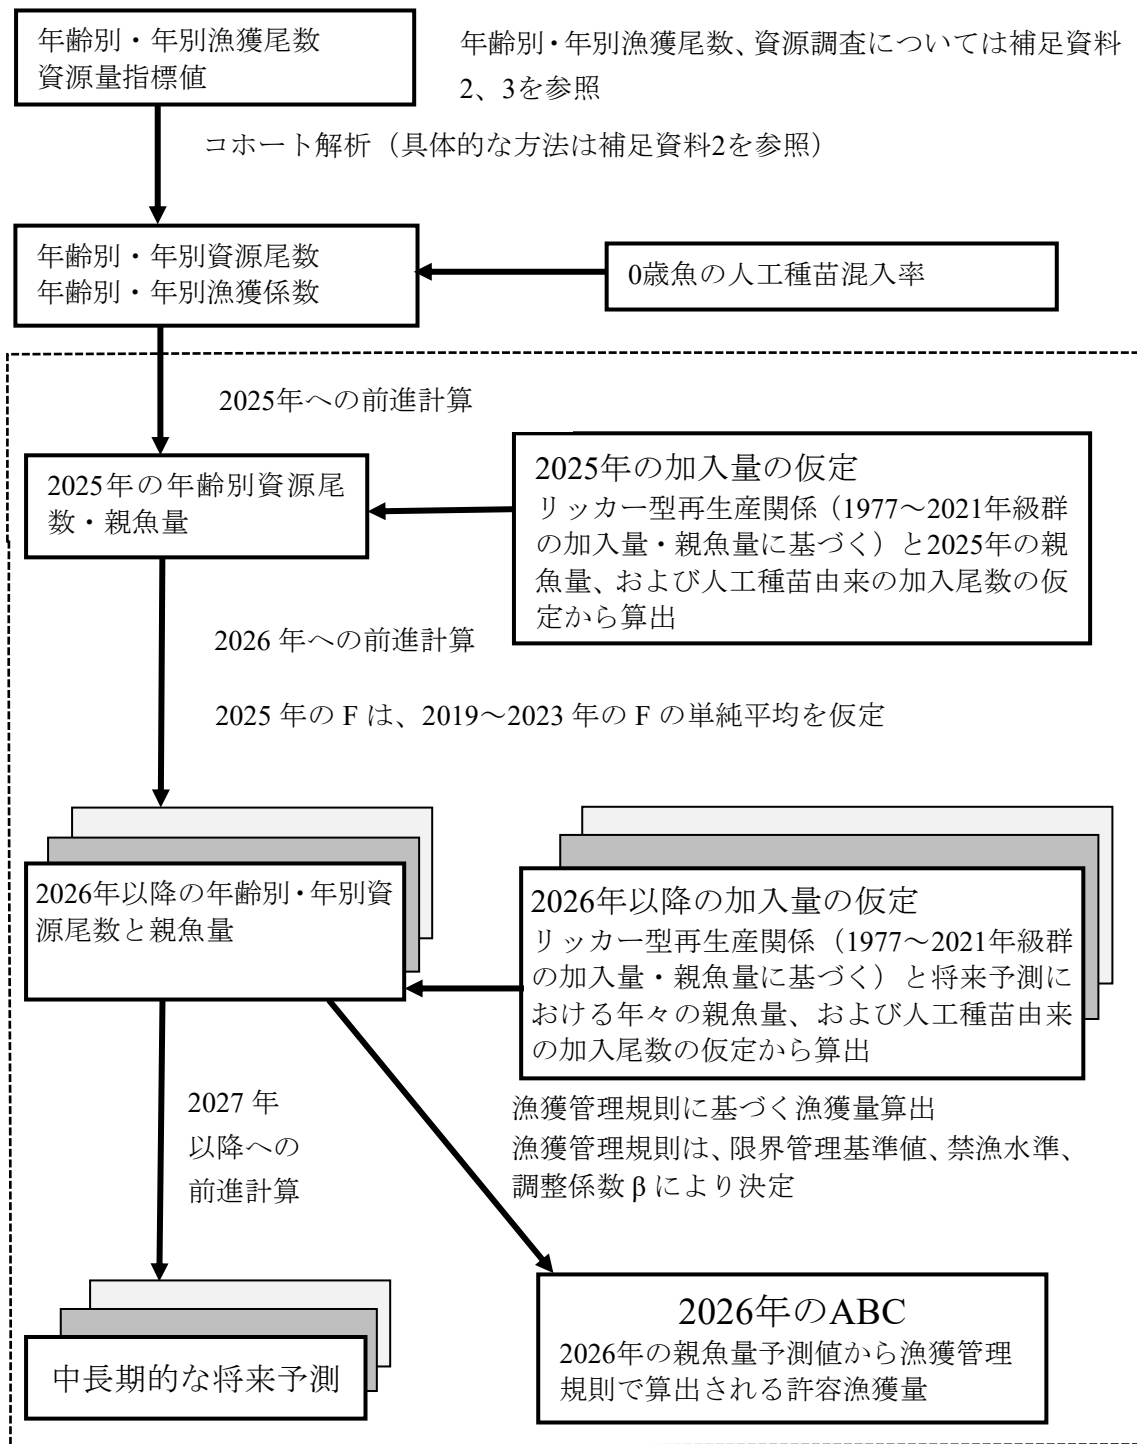 年齢別・年別漁獲尾数
資源量指標値
年齢別・年別漁獲尾数、資源調査については補足資料
2、3を参照
コホート解析（具体的な方法は補足資料2を参照）
年齢別・年別資源尾数
年齢別・年別漁獲係数
0歳魚の人工種苗混入率
2025年への前進計算
2025年の年齢別資源尾
数・親魚量
2025年の加入量の仮定
リッカー型再生産関係（1977～2021年級群
の加入量・親魚量に基づく）と2025年の親
魚量、および人工種苗由来の加入尾数の仮
定から算出
2026 年への前進計算
2025 年の F は、2019～2023 年の F の単純平均を仮定
2026年以降の年齢別・年別資
源尾数と親魚量
2026年以降の加入量の仮定
リッカー型再生産関係（1977～2021年級群
の加入量・親魚量に基づく）と将来予測に
おける年々の親魚量、および人工種苗由来
の加入尾数の仮定から算出
2027 年
以降への
前進計算
漁獲管理規則に基づく漁獲量算出
漁獲管理規則は、限界管理基準値、禁漁水準、
調整係数 β により決定
中長期的な将来予測
2026年のABC
2026年の親魚量予測値から漁獲管理
規則で算出される許容漁獲量